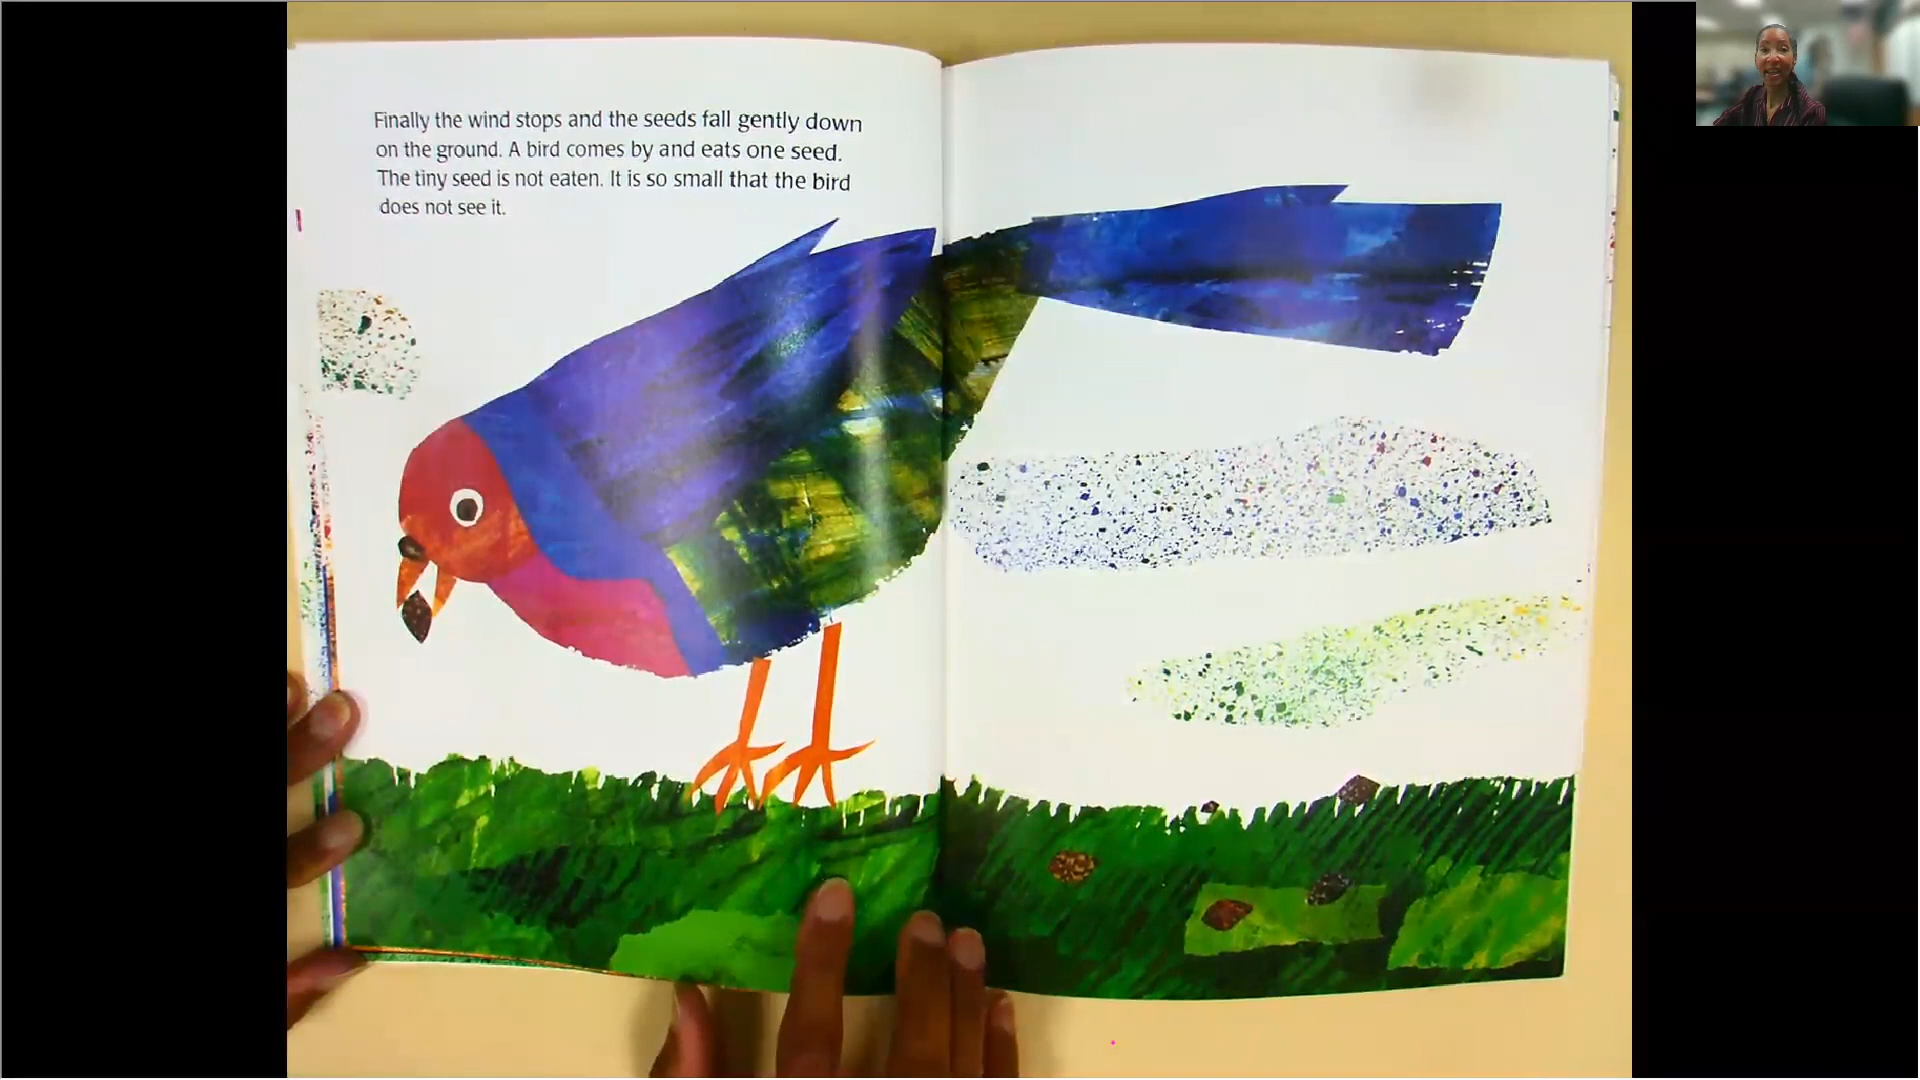 Finally the wind stops and the seeds fall gently down
on the ground. A bird comes by and eats one seed.
The tiny seed is not eaten. It is so small that the bird
does not see it.